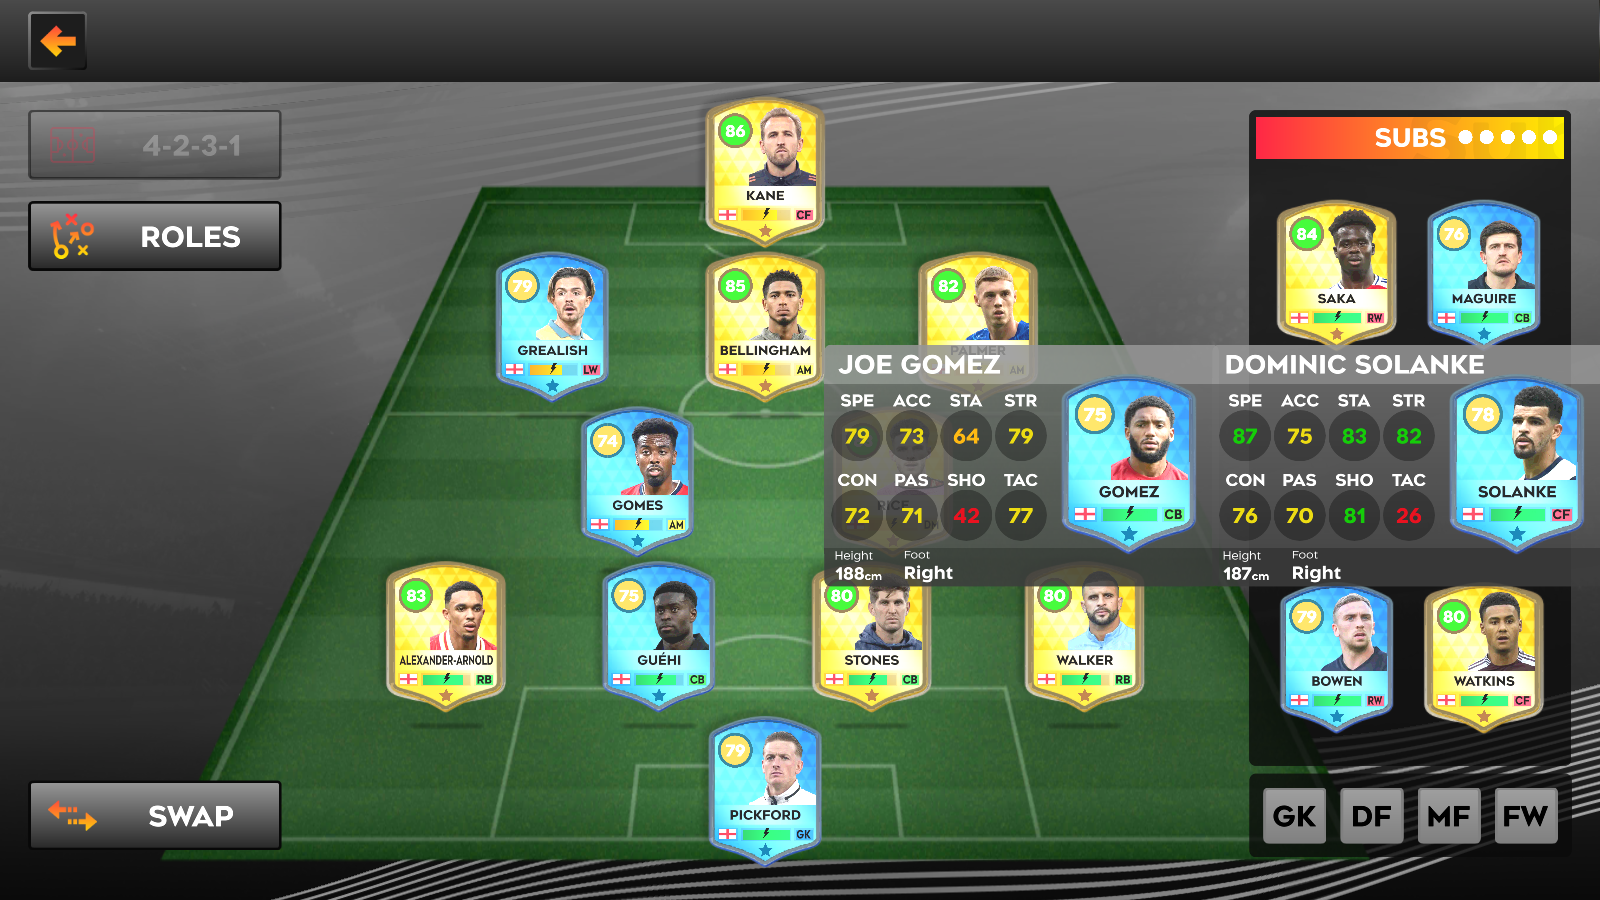 4-2-3-1
ROLES
SWAP
SUBS
86
KANE
CF
79
GREALISH
LW
85
BELLINGHAM
AM
82
PALMER
AM
74
GOMES
AM
RICE
DM
83
ALEXANDER-ARNOLD
RB
75
GUÉHI
CB
80
STONES
CB
80
WALKER
RB
79
PICKFORD
GK
84
SAKA
RW
76
MAGUIRE
CB
JOE GOMEZ
SPE ACC STA STR
79 73 64 79
CON PAS SHO TAC
72 71 42 77
Height Foot
188cm Right
75
GOMEZ
CB
DOMINIC SOLANKE
SPE ACC STA STR
87 75 83 82
CON PAS SHO TAC
76 70 81 26
Height Foot
187cm Right
78
SOLANKE
CF
79
BOWEN
RW
80
WATKINS
CF
GK DF MF FW